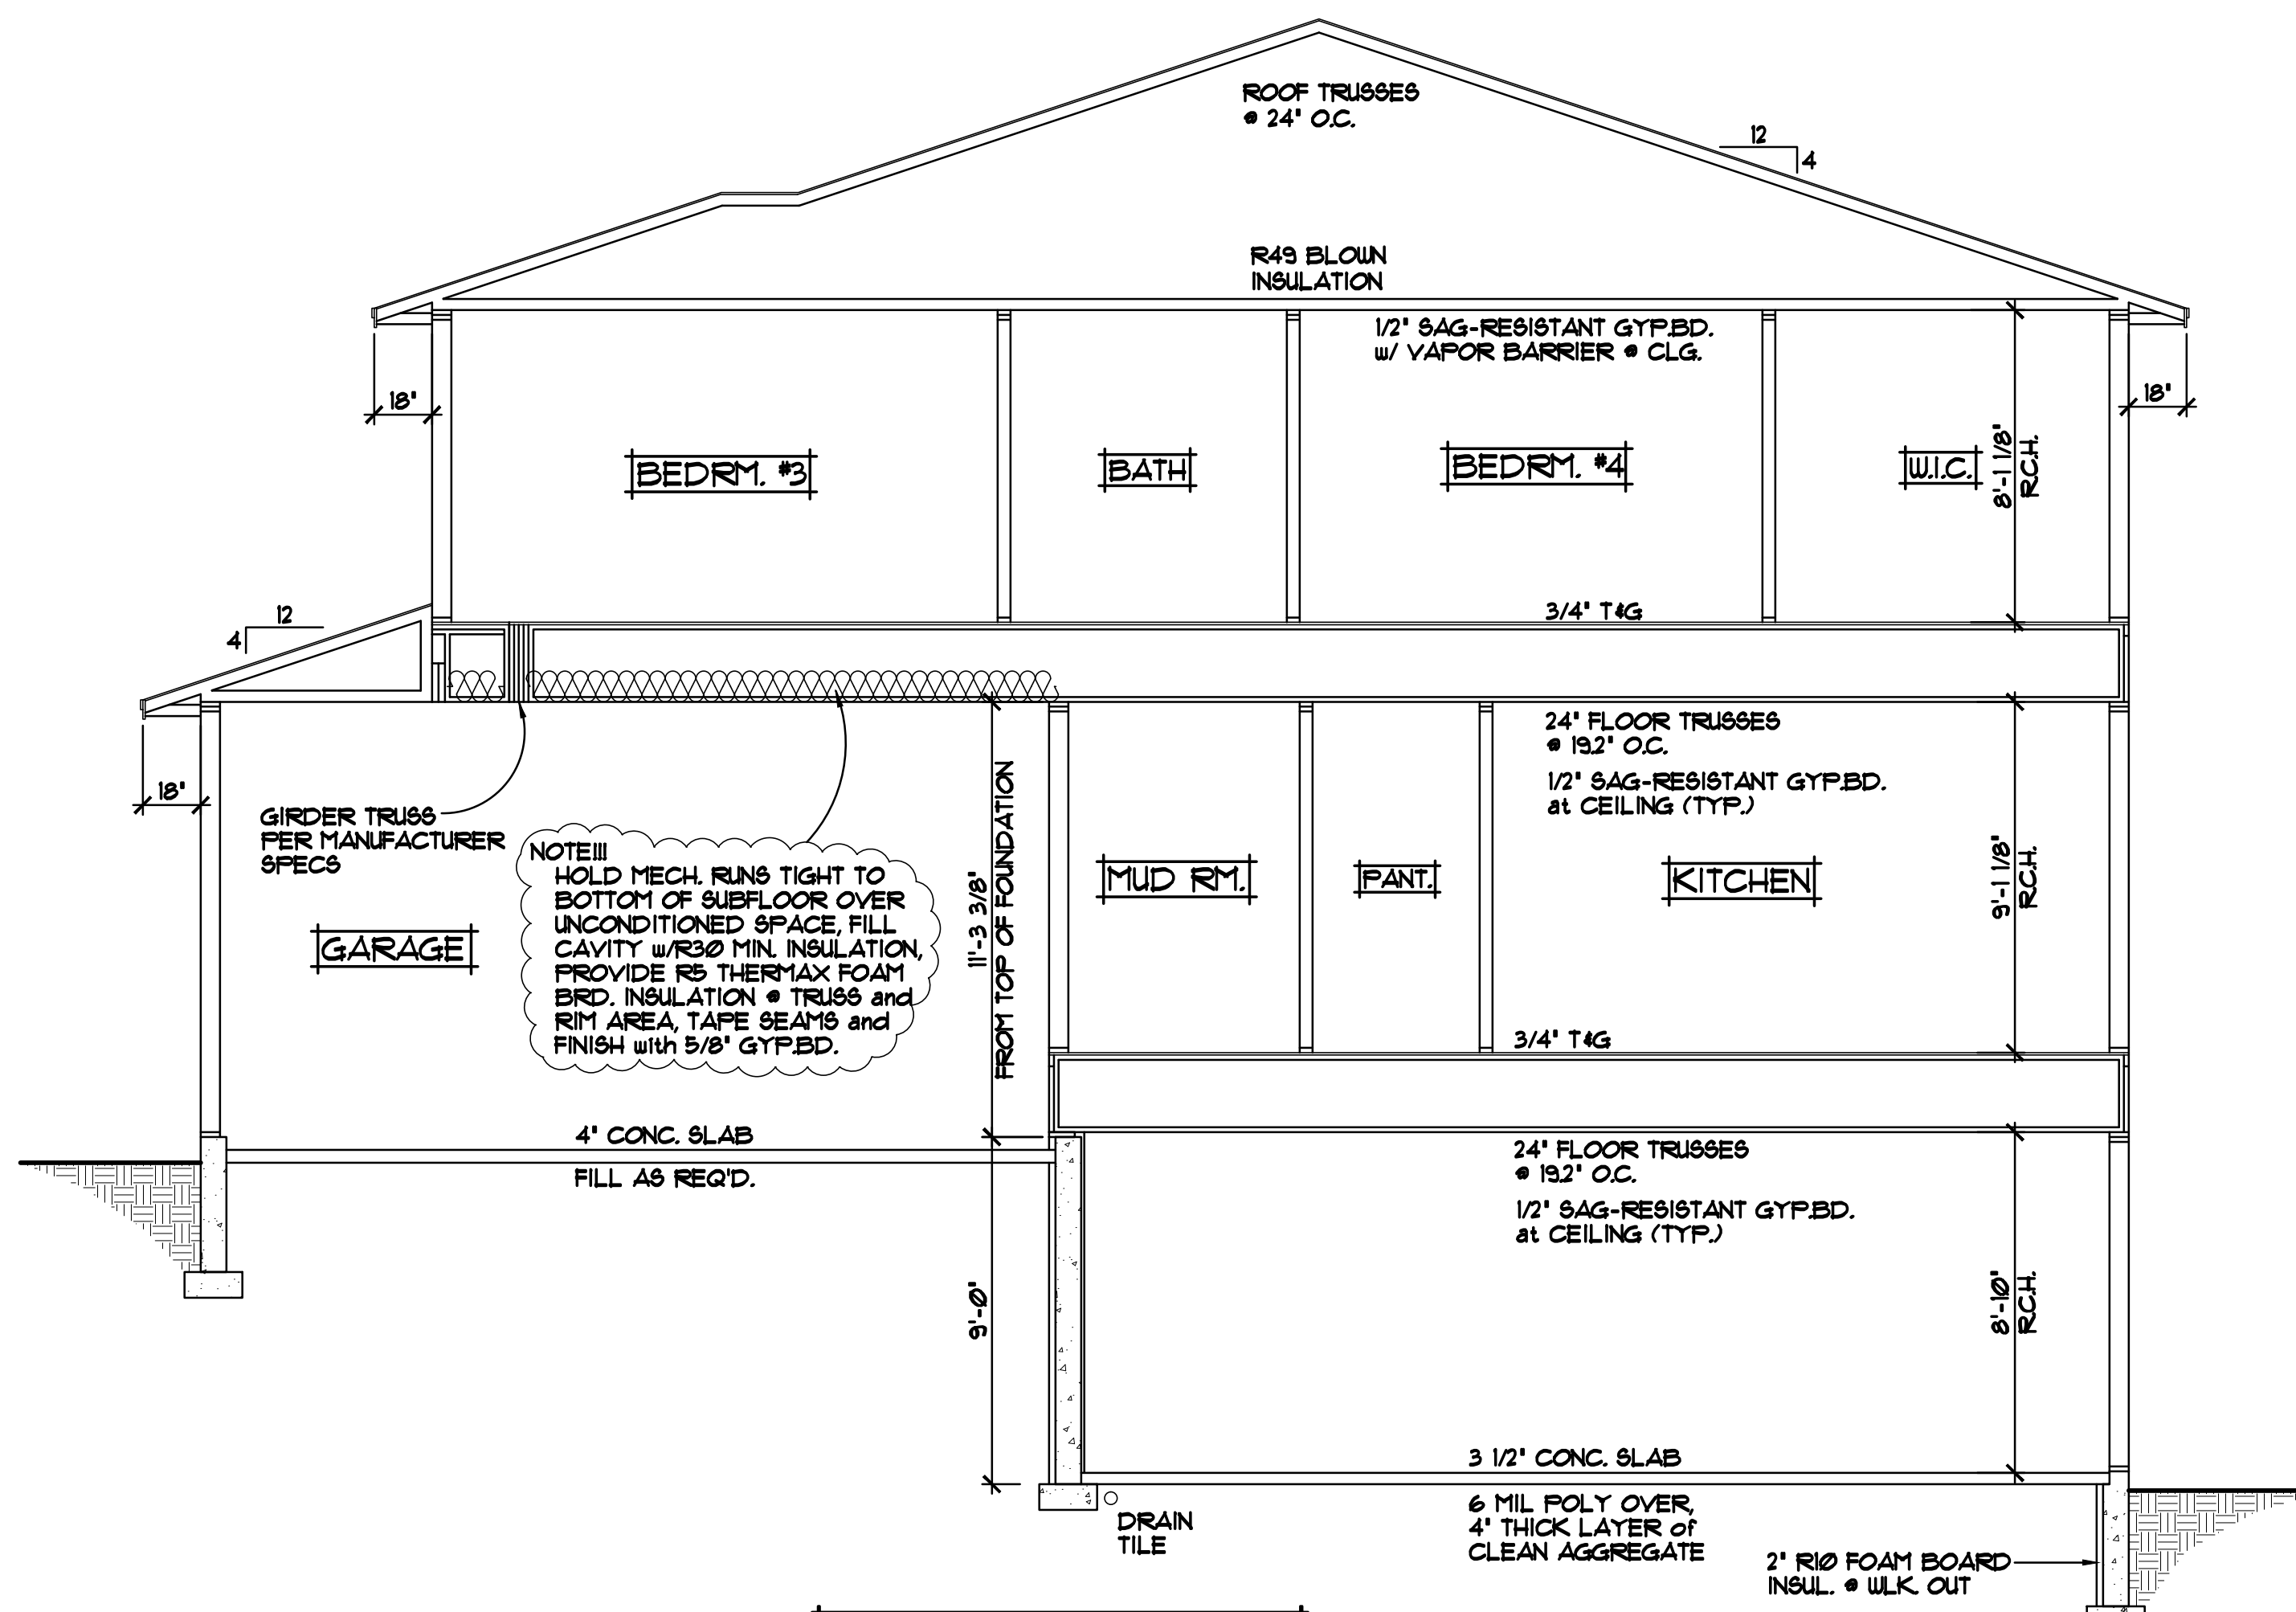 ROOF TRUSSES
@ 24" O.C.
12
4
R49 BLOWN
INSULATION
1/2" SAG-RESISTANT GYP.BD.
w/ VAPOR BARRIER @ CLG.
18"
18"
BEDRM. #3
BATH
BEDRM. #4
W.I.C.
8'-1 1/8"
R.C.H.
12
4
3/4" T&G
18"
24" FLOOR TRUSSES
@ 19.2" O.C.
1/2" SAG-RESISTANT GYP.BD.
at CEILING (TYP.)
GIRDER TRUSS
PER MANUFACTURER
SPECS
NOTE!!!
HOLD MECH. RUNS TIGHT TO
BOTTOM OF SUBFLOOR OVER
UNCONDITIONED SPACE, FILL
CAVITY w/R30 MIN. INSULATION,
PROVIDE R5 THERMAX FOAM
BRD. INSULATION @ TRUSS and
RIM AREA, TAPE SEAMS and
FINISH with 5/8" GYP.BD.
11'-3 3/8"
FROM TOP OF FOUNDATION
GARAGE
MUD RM.
PANT.
KITCHEN
9'-1 1/8"
R.C.H.
3/4" T&G
4" CONC. SLAB
FILL AS REQ'D.
24" FLOOR TRUSSES
@ 19.2" O.C.
1/2" SAG-RESISTANT GYP.BD.
at CEILING (TYP.)
9'-0"
8'-10"
R.C.H.
3 1/2" CONC. SLAB
6 MIL POLY OVER,
4" THICK LAYER of
CLEAN AGGREGATE
DRAIN
TILE
2" R10 FOAM BOARD
INSUL. @ WLK. OUT